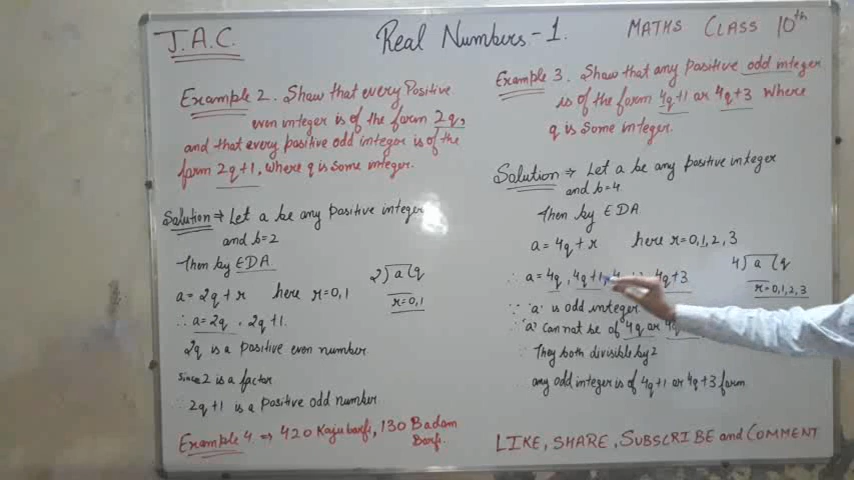 J.A.C.
Real Numbers-1.
MATHS CLASS 10th
Example 2. Show that every Positive
even integer is of the form 2q,
and that every positive odd integer is of the
form 2q+1, where q is some integer.
Solution ⇒ Let a be any positive integer
and b=2
Then by EDA
a = 2q + r here r=0,1
∴ a=2q, 2q+1.
2q is a positive even number
since 2 is a factor
∴ 2q+1 is a positive odd number
2)a(q
r=0,1
Example 4 ⇒ 420 Kajubarfi, 130 Badam
Barfi.
Example 3. Show that any positive odd integer
is of the form 4q+1 or 4q+3 where
q is some integer.
Solution ⇒ Let a be any positive integer
and b=4
Then by EDA
a = 4q + r here r=0,1,2,3
∴ a=4q, 4q+1, 4q+3
4)a(q
r=0,1,2,3
∵ 'a' is odd integer
∴ 'a' cannot be of 4q or 4q
∵ They both divisible by 2
any odd integer is of 4q+1 or 4q+3 form
LIKE, SHARE, SUBSCRIBE and COMMENT